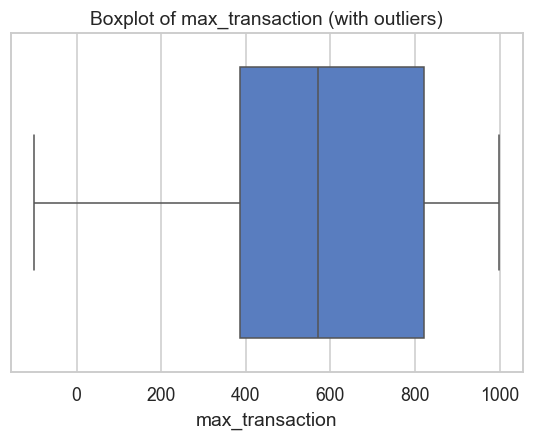 Boxplot of max_transaction (with outliers)
0 200 400 600 800 1000
max_transaction